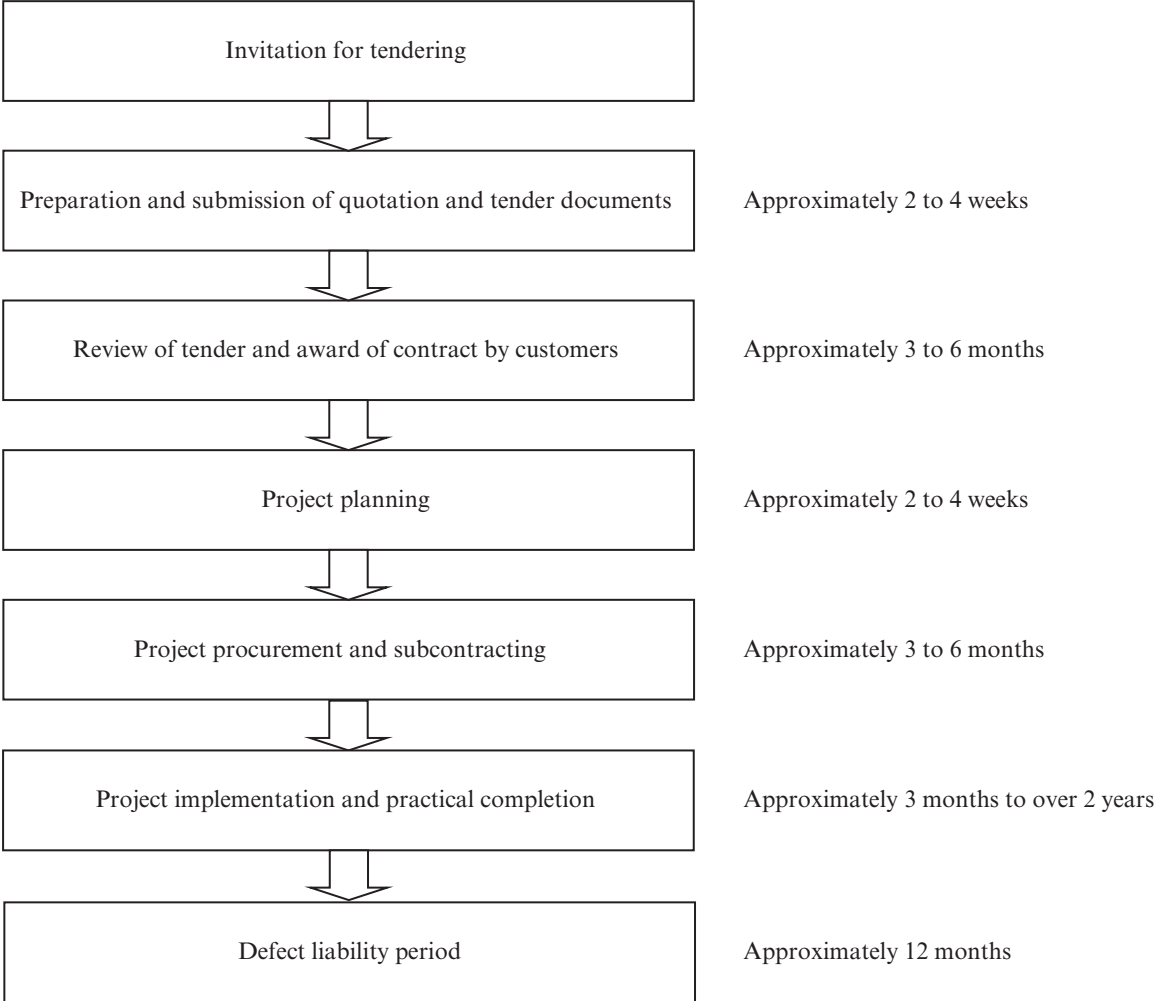 Invitation for tendering
Preparation and submission of quotation and tender documents
Approximately 2 to 4 weeks
Review of tender and award of contract by customers
Approximately 3 to 6 months
Project planning
Approximately 2 to 4 weeks
Project procurement and subcontracting
Approximately 3 to 6 months
Project implementation and practical completion
Approximately 3 months to over 2 years
Defect liability period
Approximately 12 months